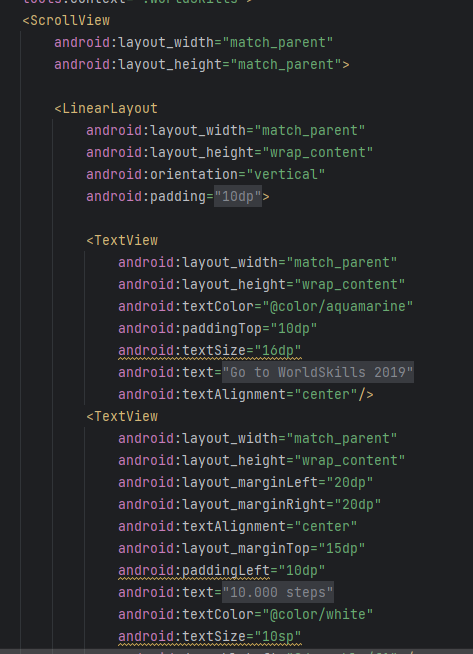 tools:context=".WorldSkills">
<ScrollView
android:layout_width="match_parent"
android:layout_height="match_parent">
<LinearLayout
android:layout_width="match_parent"
android:layout_height="wrap_content"
android:orientation="vertical"
android:padding="10dp">
<TextView
android:layout_width="match_parent"
android:layout_height="wrap_content"
android:textColor="@color/aquamarine"
android:paddingTop="10dp"
android:textSize="16dp"
android:text="Go to WorldSkills 2019"
android:textAlignment="center"/>
<TextView
android:layout_width="match_parent"
android:layout_height="wrap_content"
android:layout_marginLeft="20dp"
android:layout_marginRight="20dp"
android:textAlignment="center"
android:layout_marginTop="15dp"
android:paddingLeft="10dp"
android:text="10.000 steps"
android:textColor="@color/white"
android:textSize="10sp"